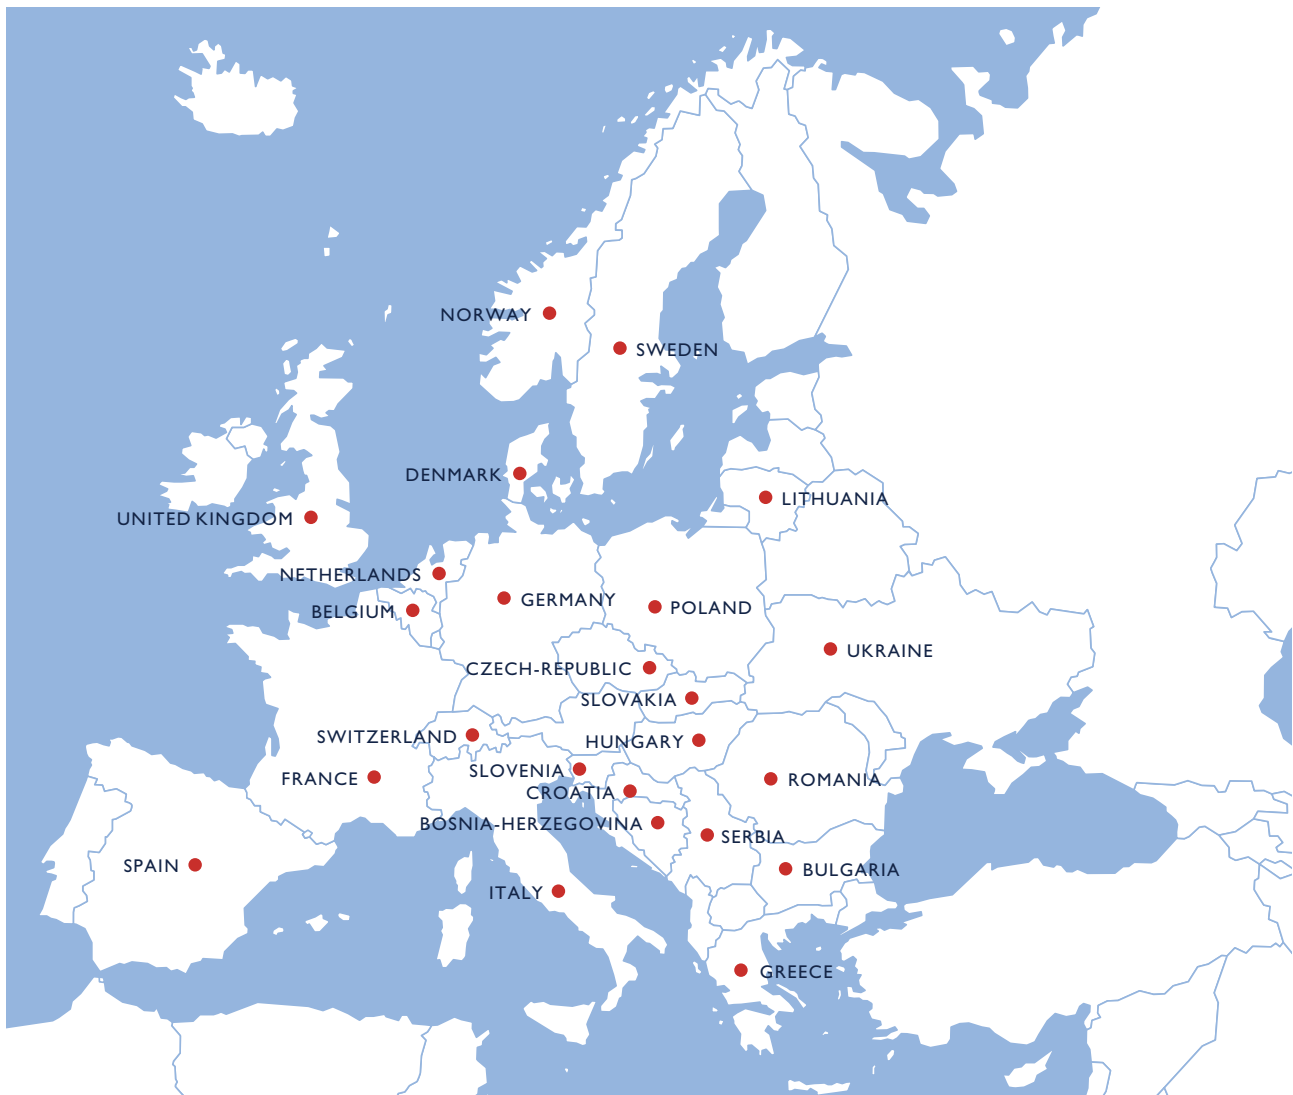 NORWAY
SWEDEN
DENMARK
LITHUANIA
UNITED KINGDOM
NETHERLANDS
GERMANY
POLAND
BELGIUM
UKRAINE
CZECH-REPUBLIC
SLOVAKIA
SWITZERLAND
HUNGARY
SLOVENIA
FRANCE
ROMANIA
CROATIA
BOSNIA-HERZEGOVINA
SERBIA
SPAIN
BULGARIA
ITALY
GREECE